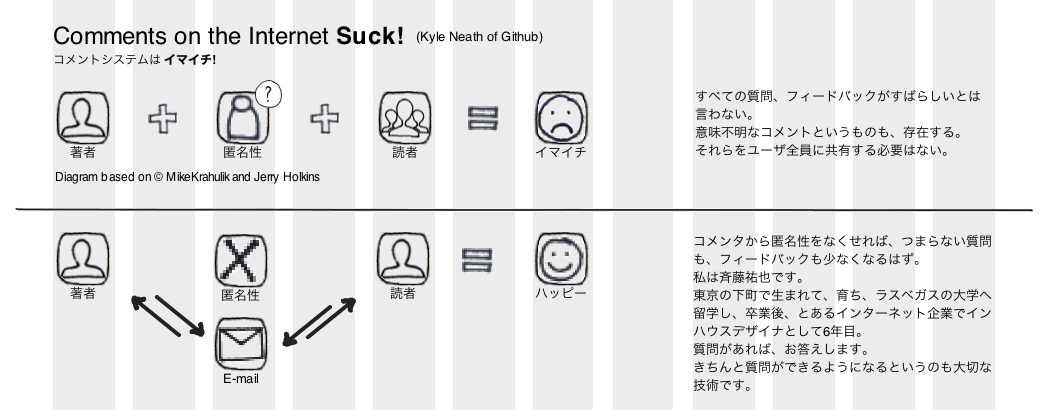 Comments on the Internet Suck! (Kyle Neath of Github)
コメントシステムは イマイチ!
?
著者
匿名性
読者
イマイチ
Diagram based on © MikeKrahulik and Jerry Holkins
すべての質問、フィードバックがすばらしいとは
言わない。
意味不明なコメントというものも、存在する。
それらをユーザ全員に共有する必要はない。
著者
匿名性
読者
ハッピー
E-mail
コメンタから匿名性をなくせれば、つまらない質問
も、フィードバックも少なくなるはず。
私は斉藤祐也です。
東京の下町で生まれて、育ち、ラスベガスの大学へ
留学し、卒業後、とあるインターネット企業でイン
ハウスデザイナとして6年目。
質問があれば、お答えします。
きちんと質問ができるようになるというのも大切な
技術です。